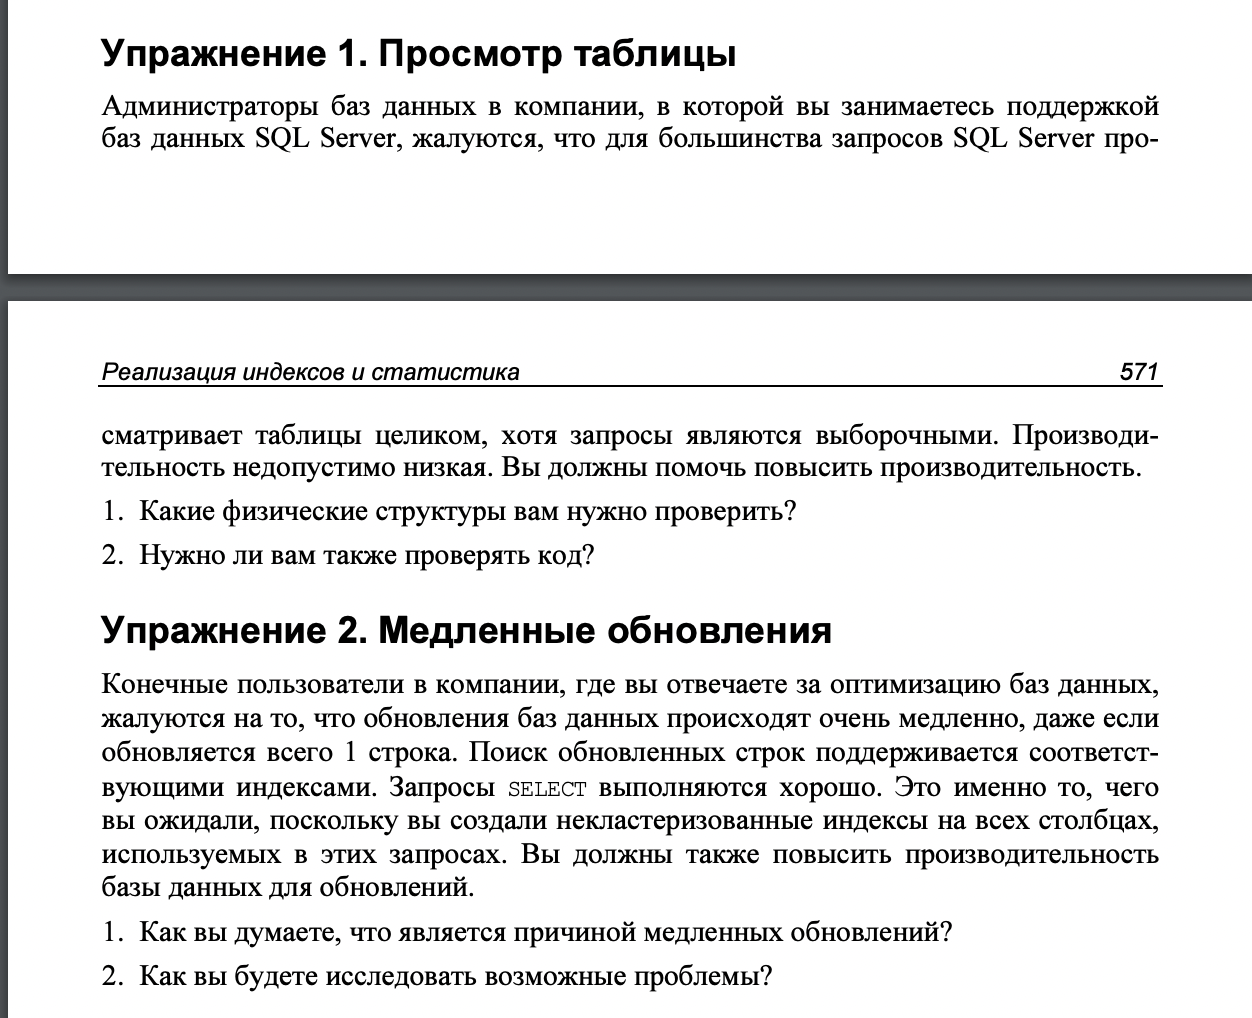 Упражнение 1. Просмотр таблицы
Администраторы баз данных в компании, в которой вы занимаетесь поддержкой
баз данных SQL Server, жалуются, что для большинства запросов SQL Server про-
Реализация индексов и статистика 571
сматривает таблицы целиком, хотя запросы являются выборочными. Производи-
тельность недопустимо низкая. Вы должны помочь повысить производительность.
1. Какие физические структуры вам нужно проверить?
2. Нужно ли вам также проверять код?
Упражнение 2. Медленные обновления
Конечные пользователи в компании, где вы отвечаете за оптимизацию баз данных,
жалуются на то, что обновления баз данных происходят очень медленно, даже если
обновляется всего 1 строка. Поиск обновленных строк поддерживается соответст-
вующими индексами. Запросы SELECT выполняются хорошо. Это именно то, чего
вы ожидали, поскольку вы создали некластеризованные индексы на всех столбцах,
используемых в этих запросах. Вы должны также повысить производительность
базы данных для обновлений.
1. Как вы думаете, что является причиной медленных обновлений?
2. Как вы будете исследовать возможные проблемы?